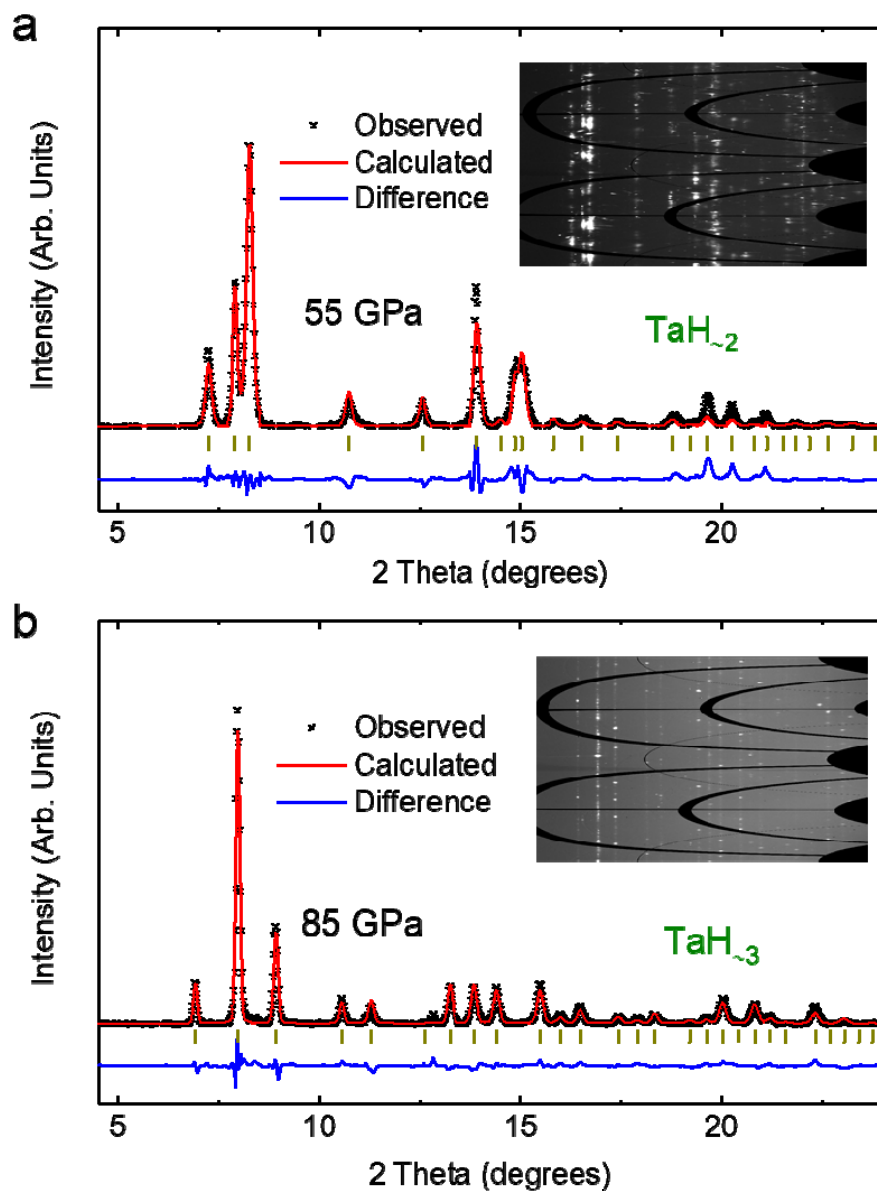 a
Observed
Calculated
Difference
55 GPa
TaH~2
Intensity (Arb. Units)
5
10
15
20
2 Theta (degrees)
b
Observed
Calculated
Difference
85 GPa
TaH~3
Intensity (Arb. Units)
5
10
15
20
2 Theta (degrees)